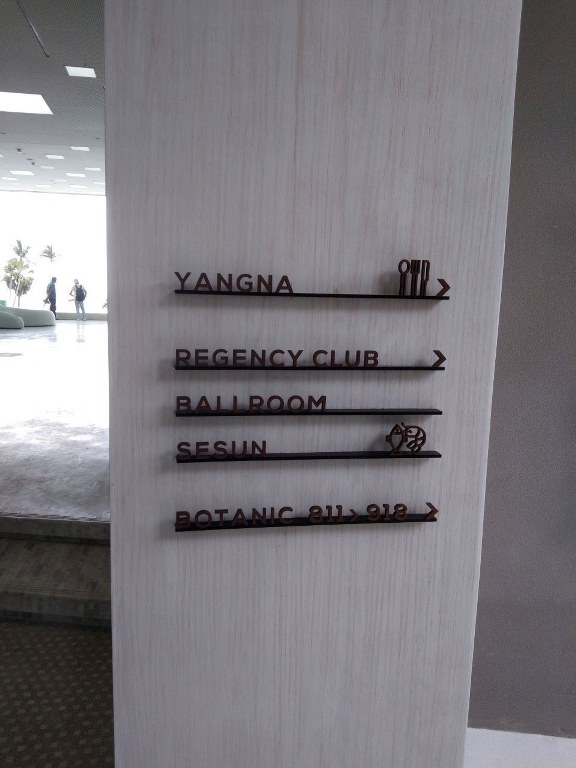 YANGNA >
REGENCY CLUB >
BALLROOM
SESUN
BOTANIC 811 > 918 >